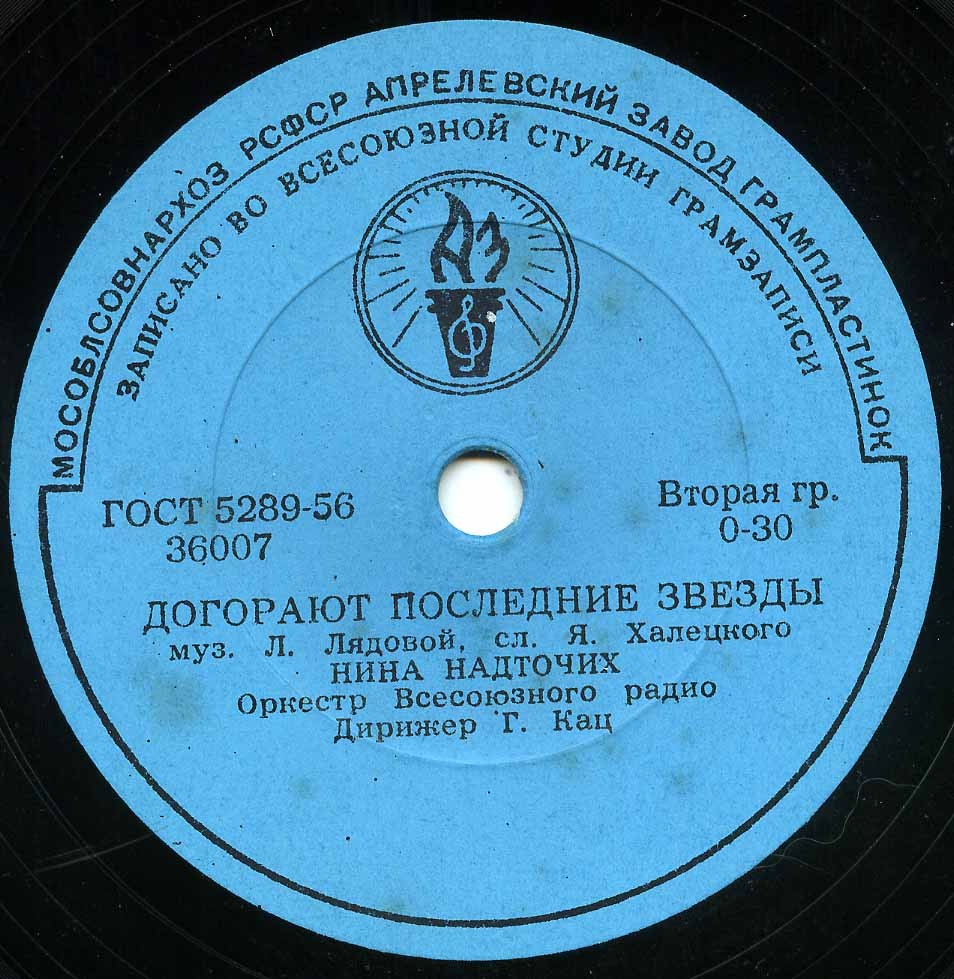 МОСОБЛСОВНАРХОЗ РСФСР АПРЕЛЕВСКИЙ ЗАВОД ГРАМПЛАСТИНОК
ЗАПИСАНО ВО ВСЕСОЮЗНОЙ СТУДИИ ГРАМЗАПИСИ
АЗ
ГОСТ 5289-56
36007
Вторая гр.
0-30
ДОГОРАЮТ ПОСЛЕДНИЕ ЗВЕЗДЫ
муз. Л. Лядовой, сл. Я. Халецкого
НИНА НАДТОЧИХ
Оркестр Всесоюзного радио
Дирижер Г. Кац